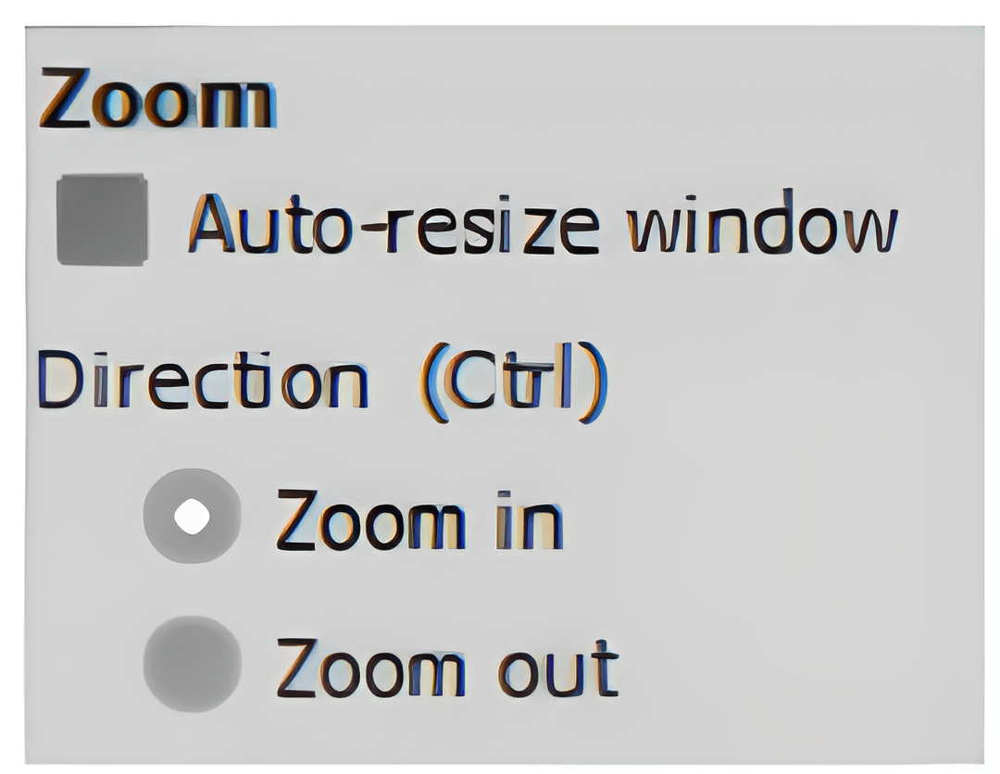 Zoom
Auto-resize window
Direction (Ctrl)
Zoom in
Zoom out